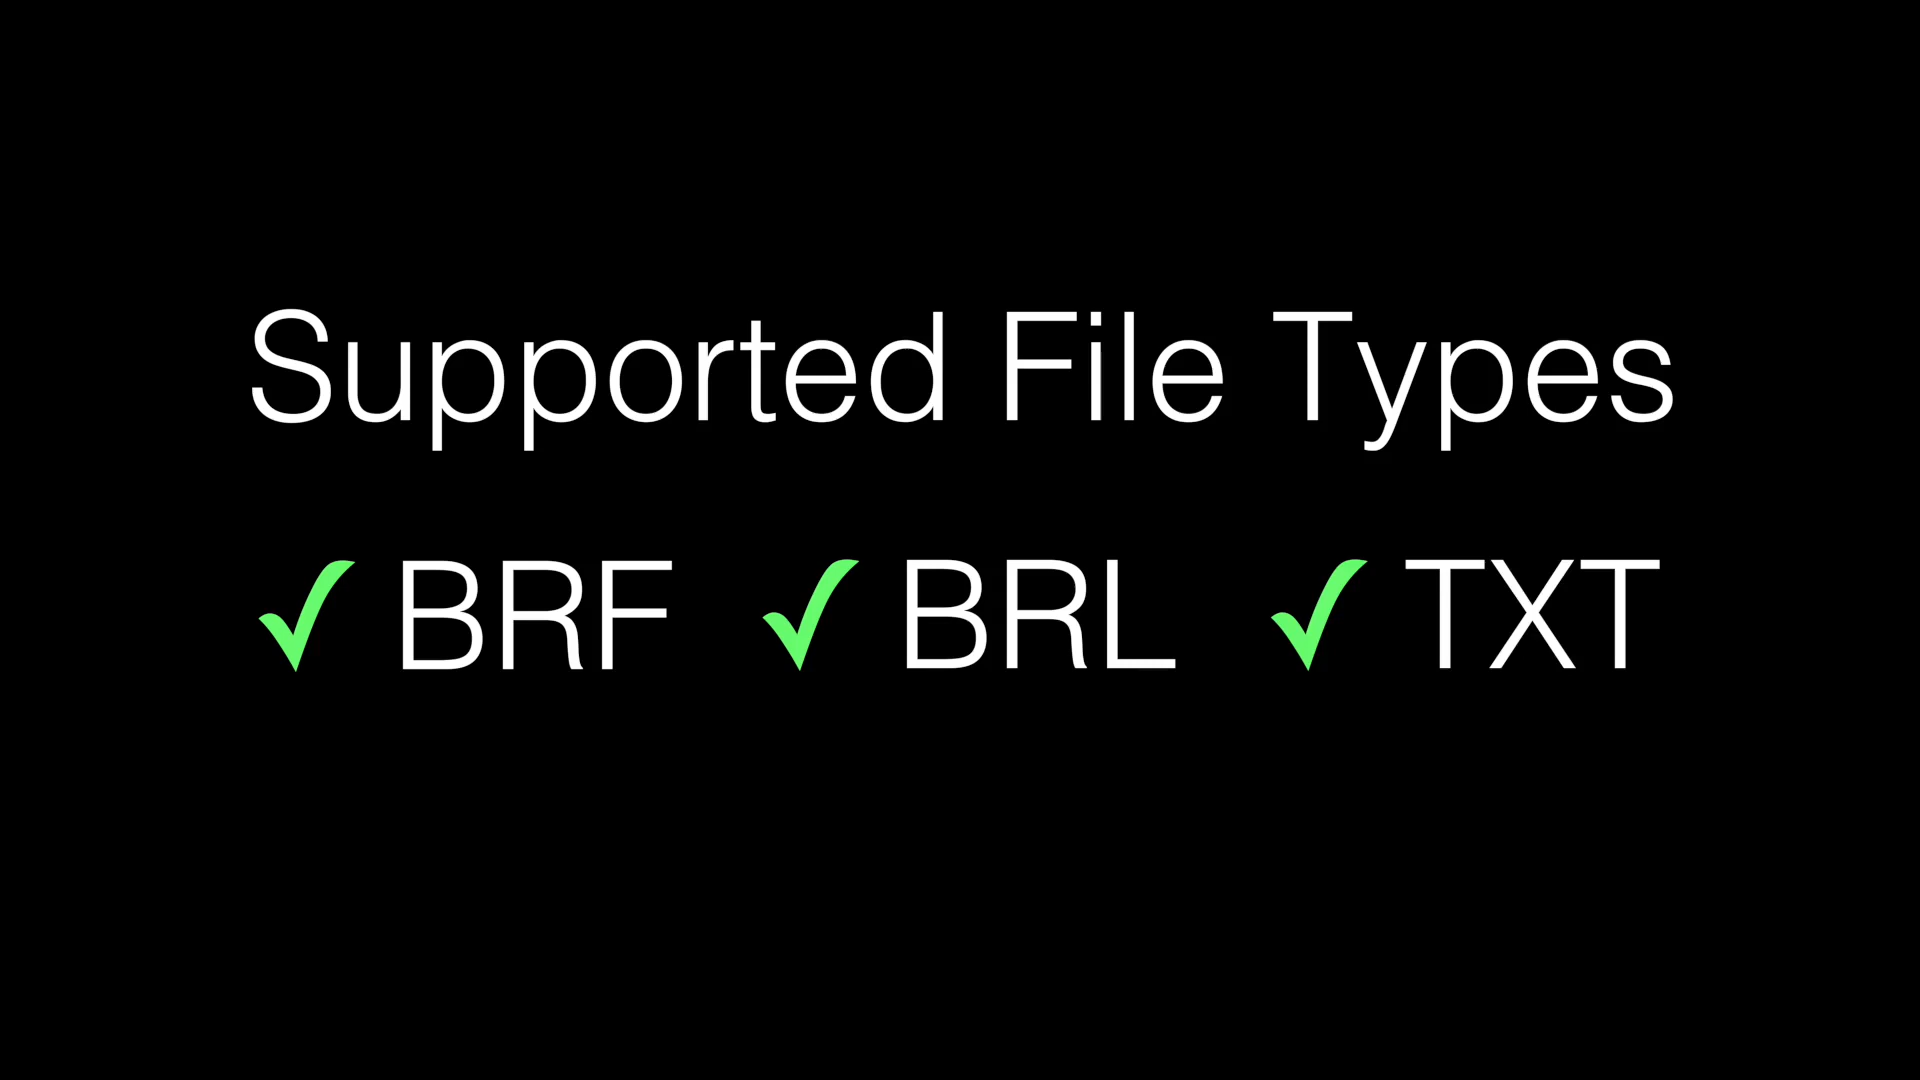 Supported File Types
✓ BRF ✓ BRL ✓ TXT